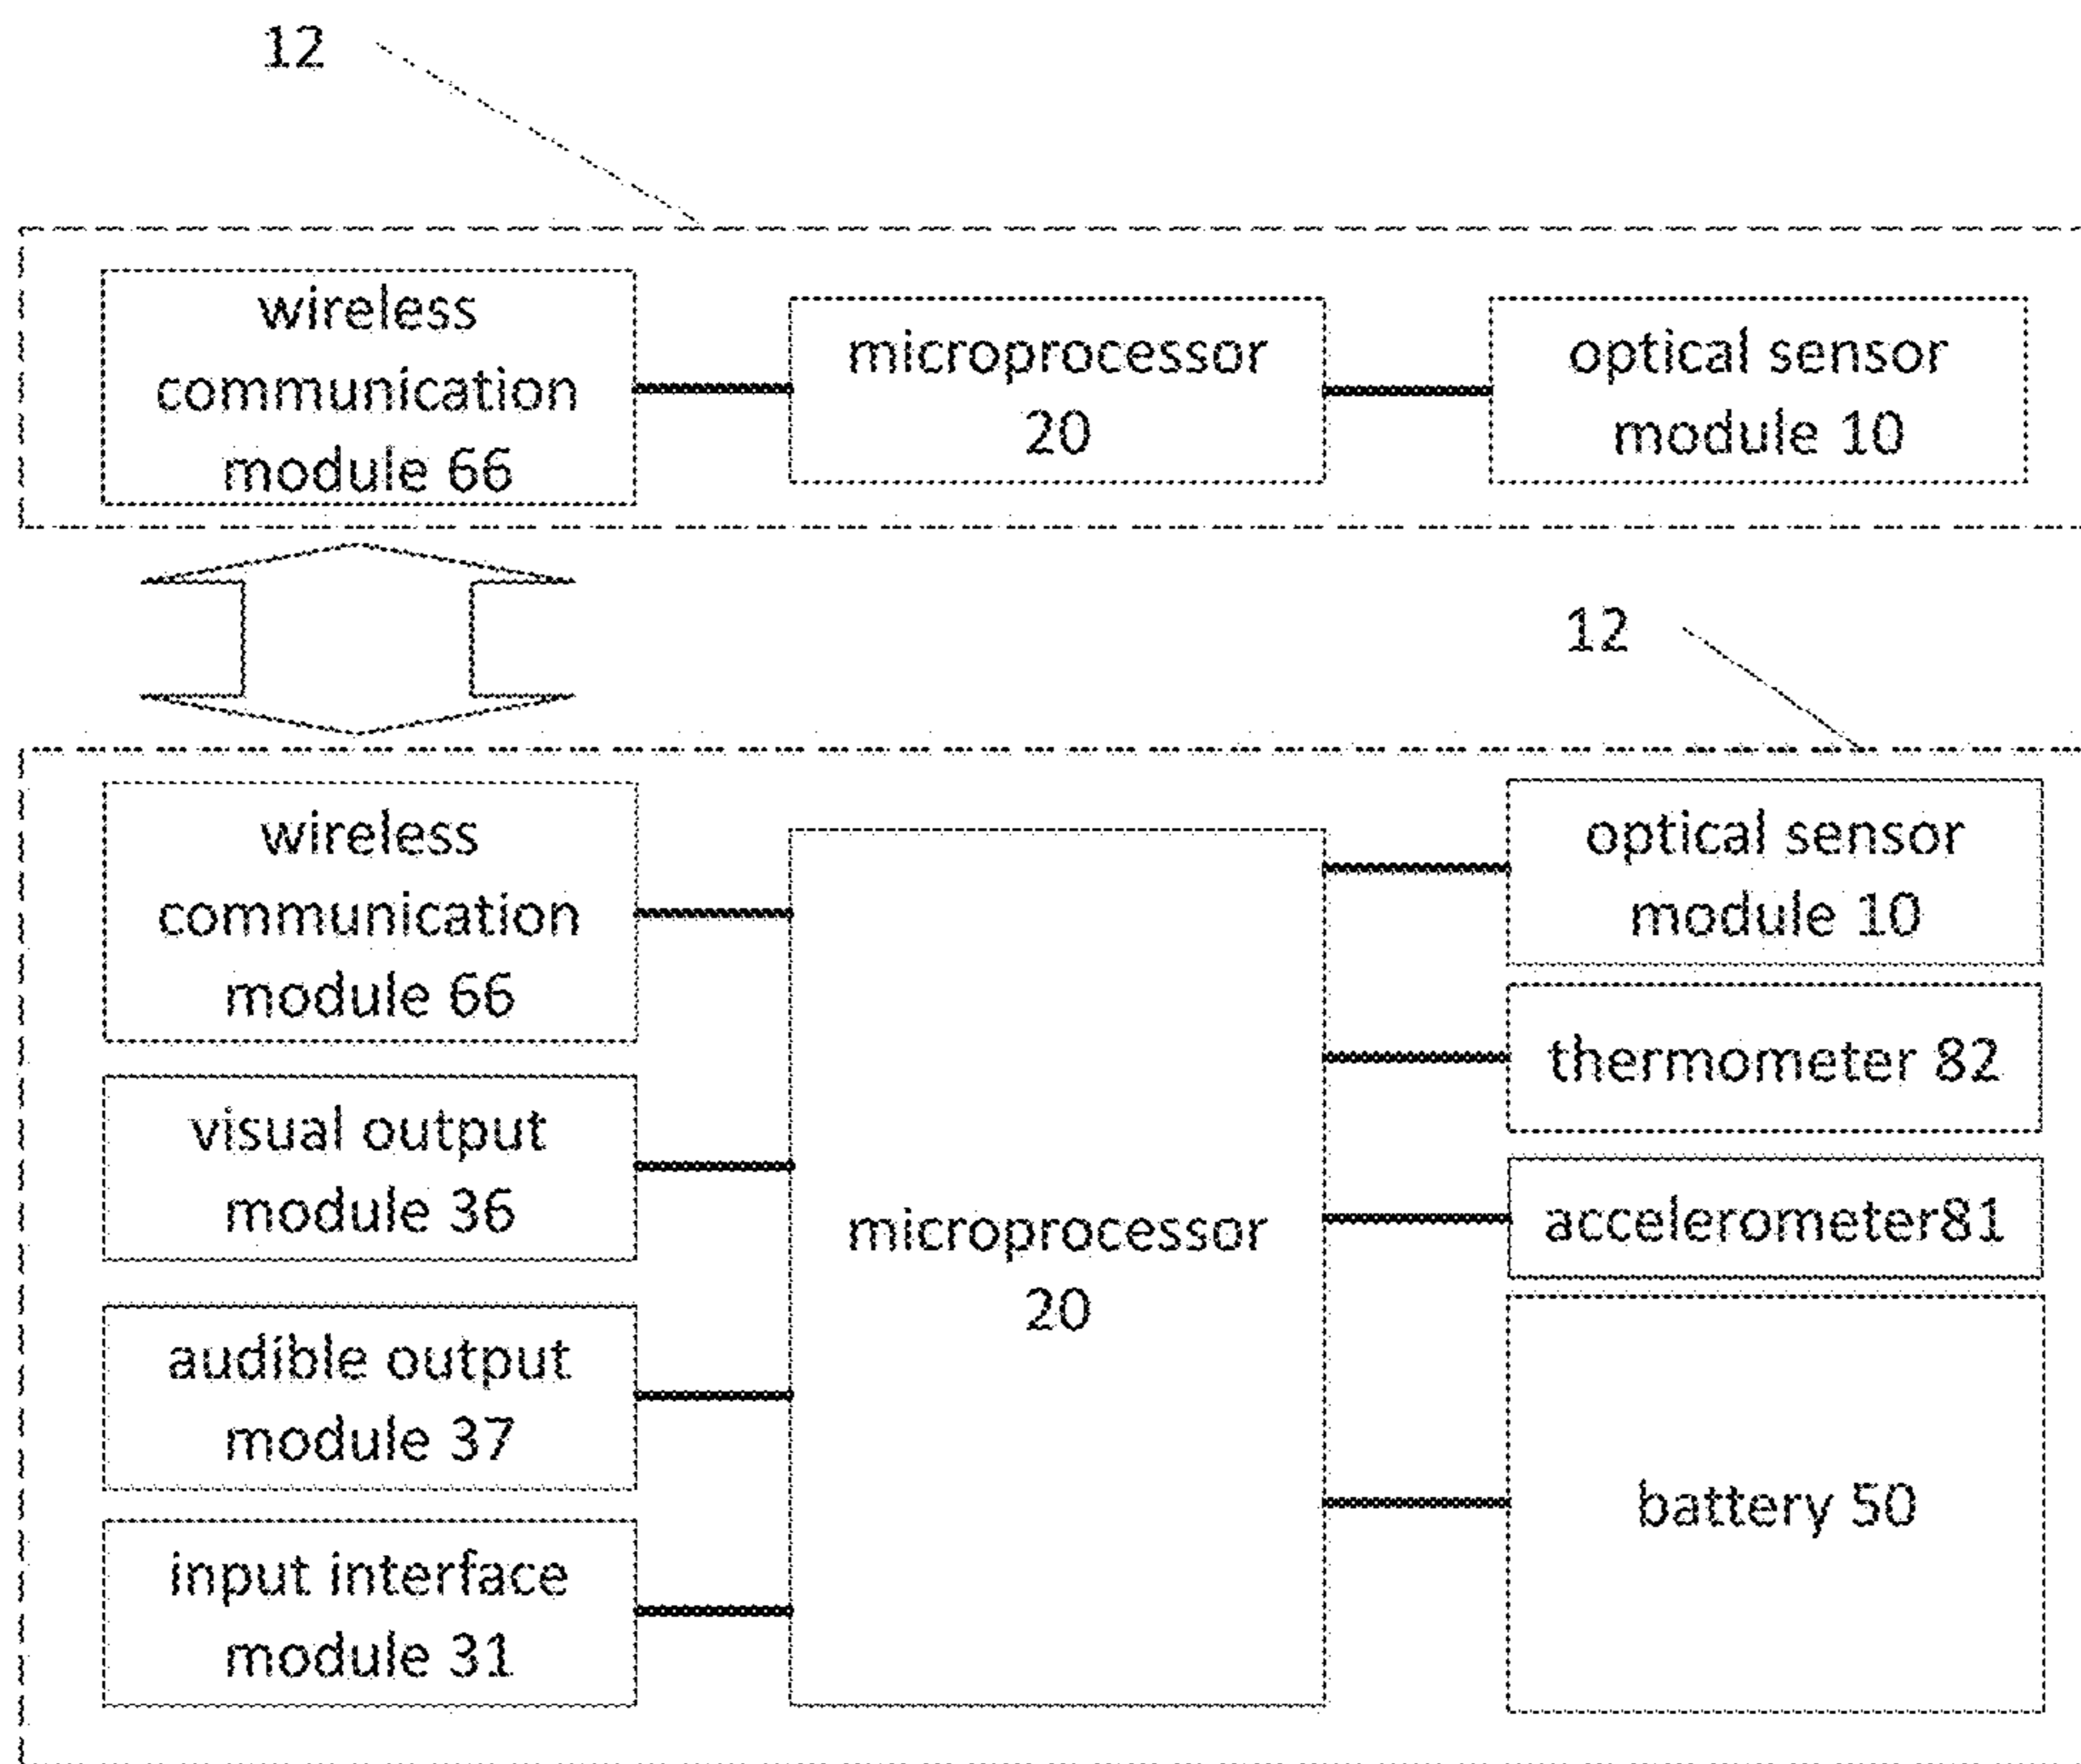 12
wireless
communication
module 66
microprocessor
20
optical sensor
module 10
12
wireless
communication
module 66
visual output
module 36
audible output
module 37
input interface
module 31
microprocessor
20
optical sensor
module 10
thermometer 82
accelerometer81
battery 50